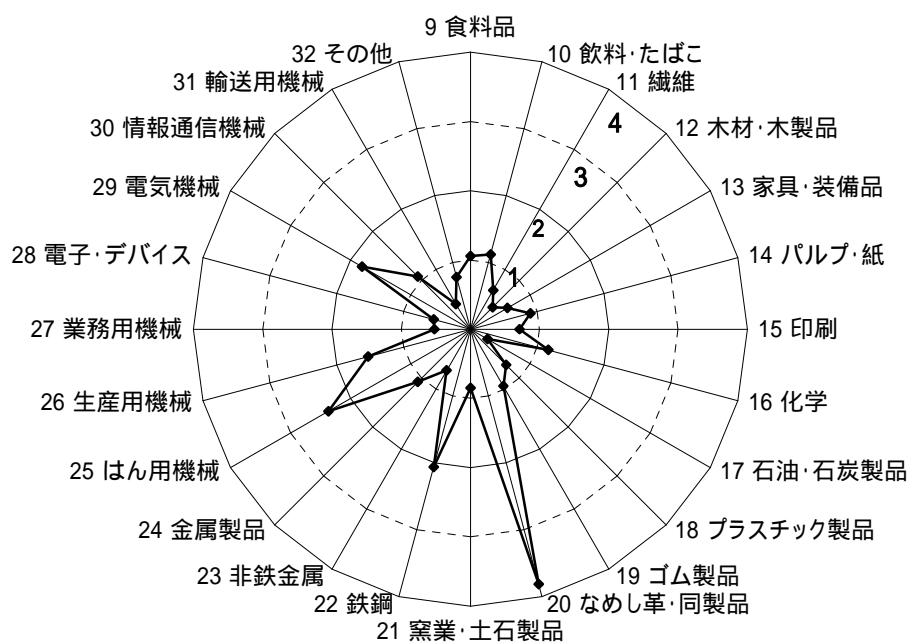 9 食料品
10 飲料・たばこ
11 繊維
12 木材・木製品
13 家具・装備品
14 パルプ・紙
15 印刷
16 化学
17 石油・石炭製品
18 プラスチック製品
19 ゴム製品
20 なめし革・同製品
21 窯業・土石製品
22 鉄鋼
23 非鉄金属
24 金属製品
25 はん用機械
26 生産用機械
27 業務用機械
28 電子・デバイス
29 電気機械
30 情報通信機械
31 輸送用機械
32 その他
4
3
2
1